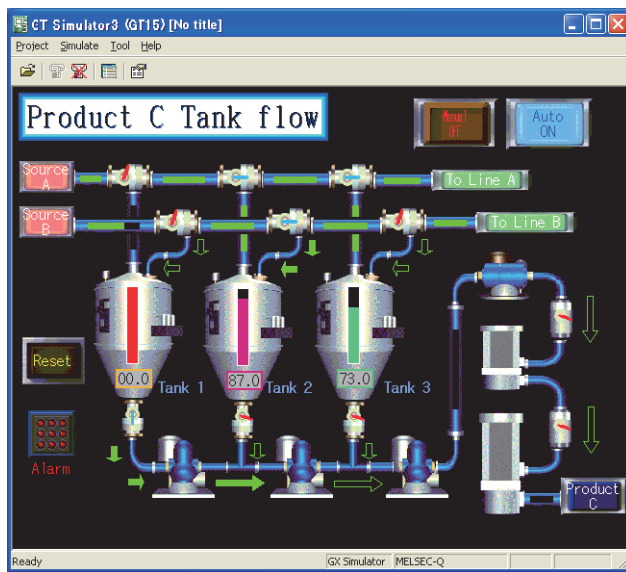 CT Simulator3 (GT15) [No title]
Project Simulate Tool Help
Product C Tank flow
Manual
OFF
Auto
ON
Source
A
To Line A
Source
B
To Line B
Reset
00.0
Tank 1
87.0
Tank 2
73.0
Tank 3
Alarm
Product
C
Ready
GX Simulator
MELSEC-Q